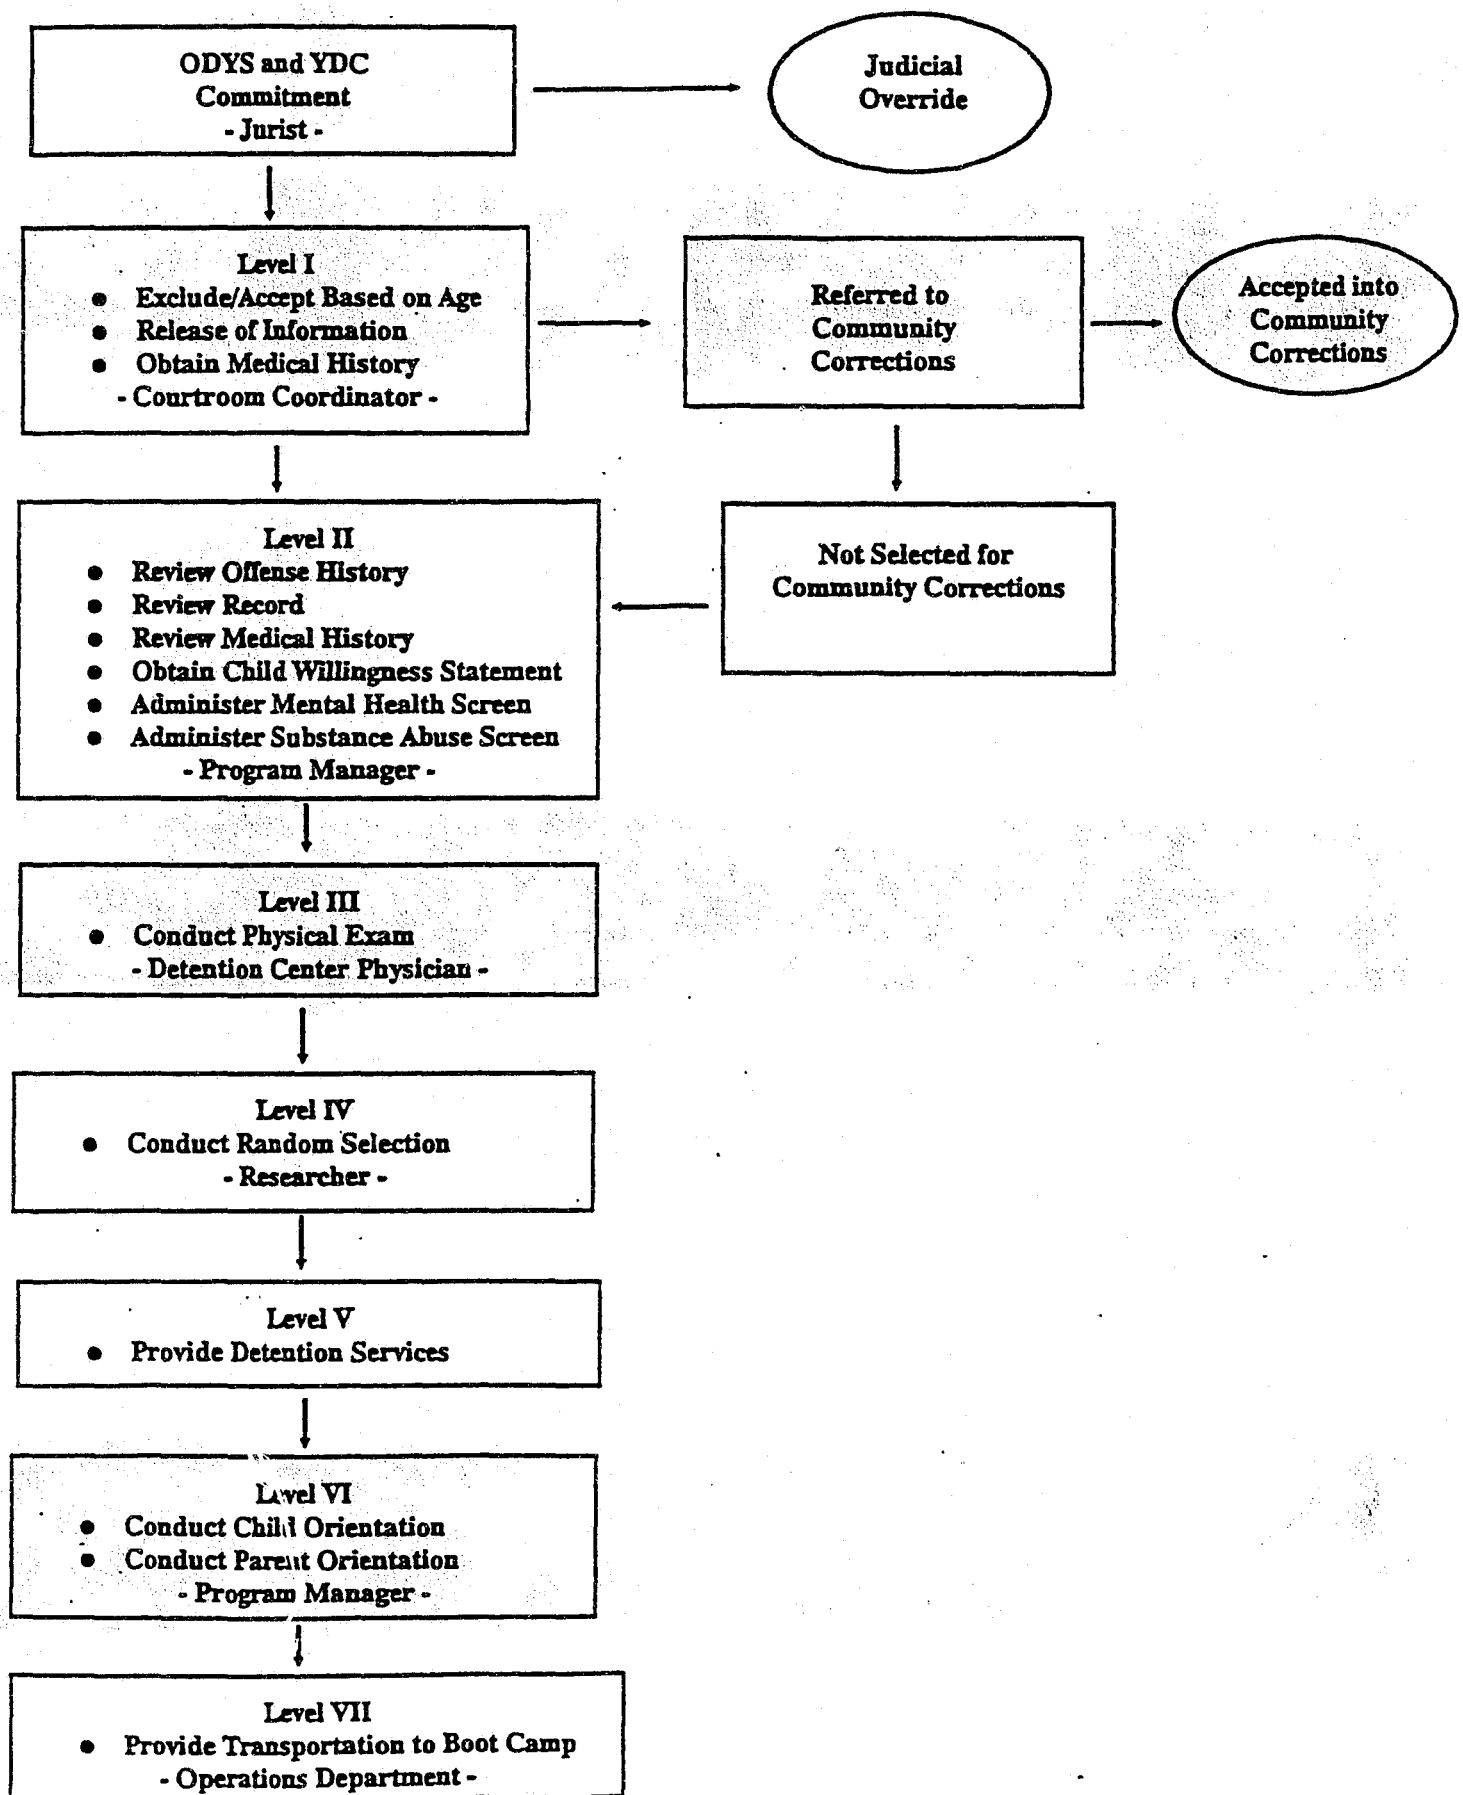 ODYS and YDC
Commitment
- Jurist -
Judicial
Override
Level I
● Exclude/Accept Based on Age
● Release of Information
● Obtain Medical History
- Courtroom Coordinator -
Referred to
Community
Corrections
Accepted into
Community
Corrections
Level II
● Review Offense History
● Review Record
● Review Medical History
● Obtain Child Willingness Statement
● Administer Mental Health Screen
● Administer Substance Abuse Screen
- Program Manager -
Not Selected for
Community Corrections
Level III
● Conduct Physical Exam
- Detention Center Physician -
Level IV
● Conduct Random Selection
- Researcher -
Level V
● Provide Detention Services
Level VI
● Conduct Child Orientation
● Conduct Parent Orientation
- Program Manager -
Level VII
● Provide Transportation to Boot Camp
- Operations Department -